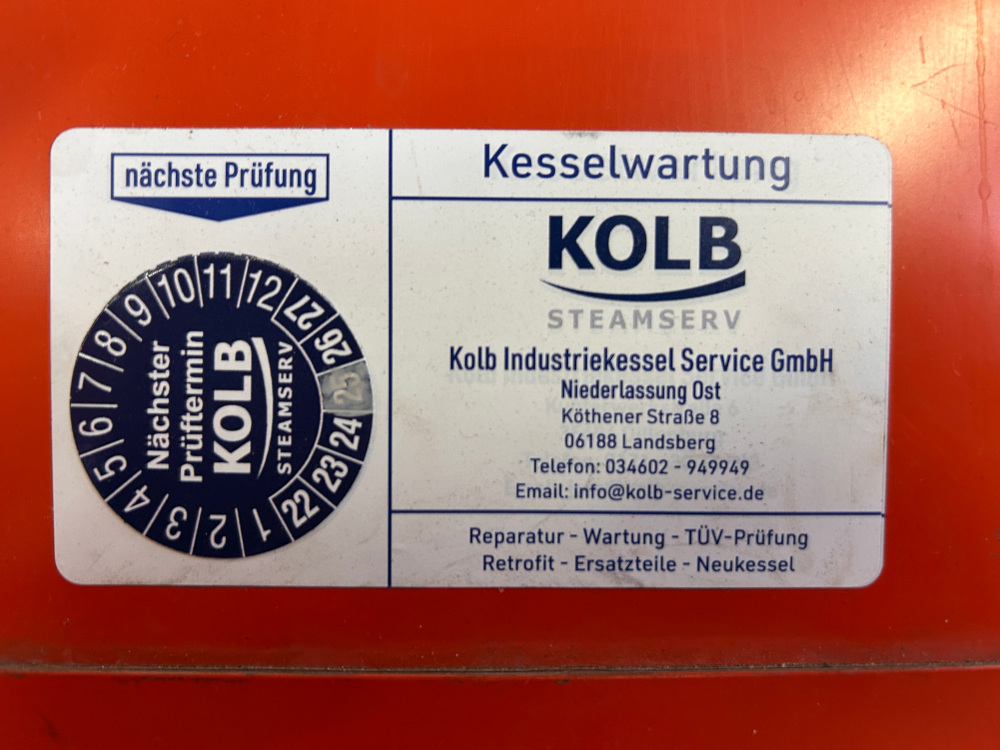 nächste Prüfung
10 11 12 27 26 25 24 23 22 1 2 3 4 5 6 7 8 9
Nächster
Prüftermin
KOLB
STEAMSERV
Kesselwartung
KOLB
STEAMSERV
Kolb Industriekessel Service GmbH
Niederlassung Ost
Köthener Straße 8
06188 Landsberg
Telefon: 034602 - 949949
Email: info@kolb-service.de
Reparatur - Wartung - TÜV-Prüfung
Retrofit - Ersatzteile - Neukessel